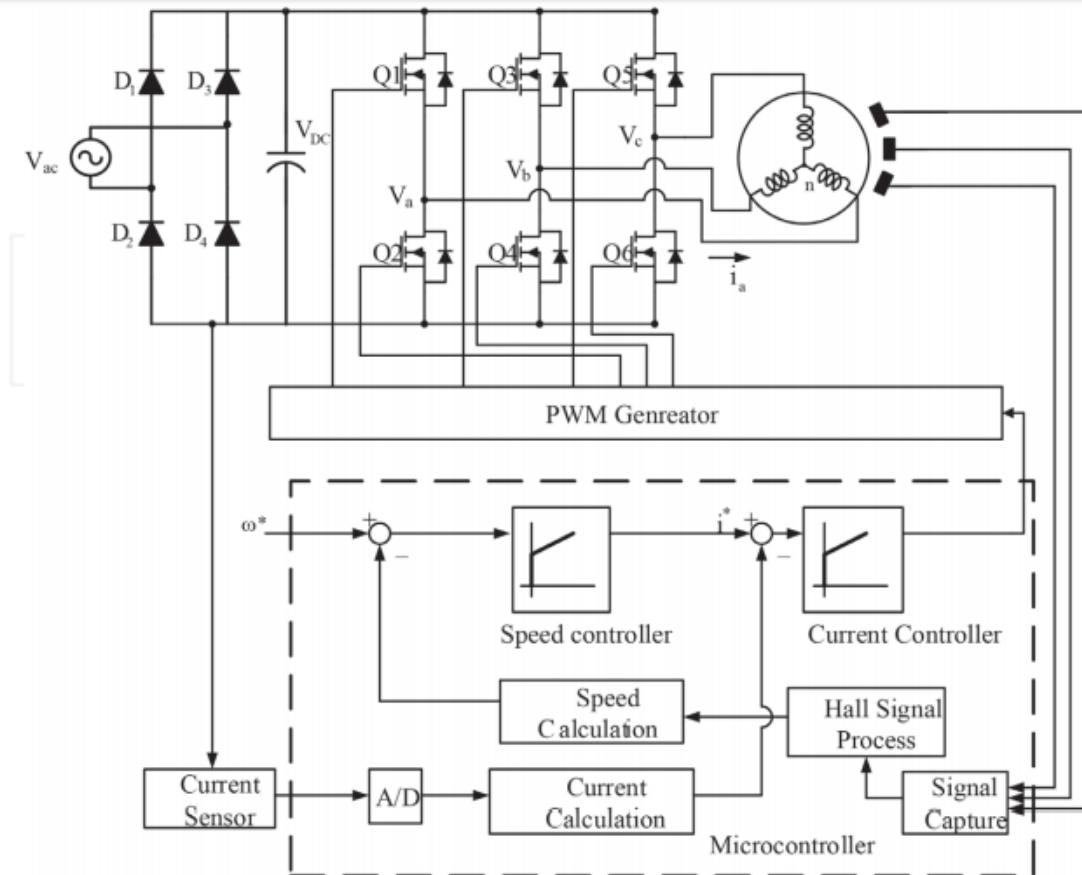 D1
D3
Vac
VDC
D2
D4
Q1
Q3
Q5
Vc
Vb
Va
n
Q2
Q4
Q6
ia
PWM Genreator
ω*
+
−
i*
+
−
Speed controller
Current Controller
Speed
Calculation
Hall Signal
Process
Current
Sensor
A/D
Current
Calculation
Signal
Capture
Microcontroller